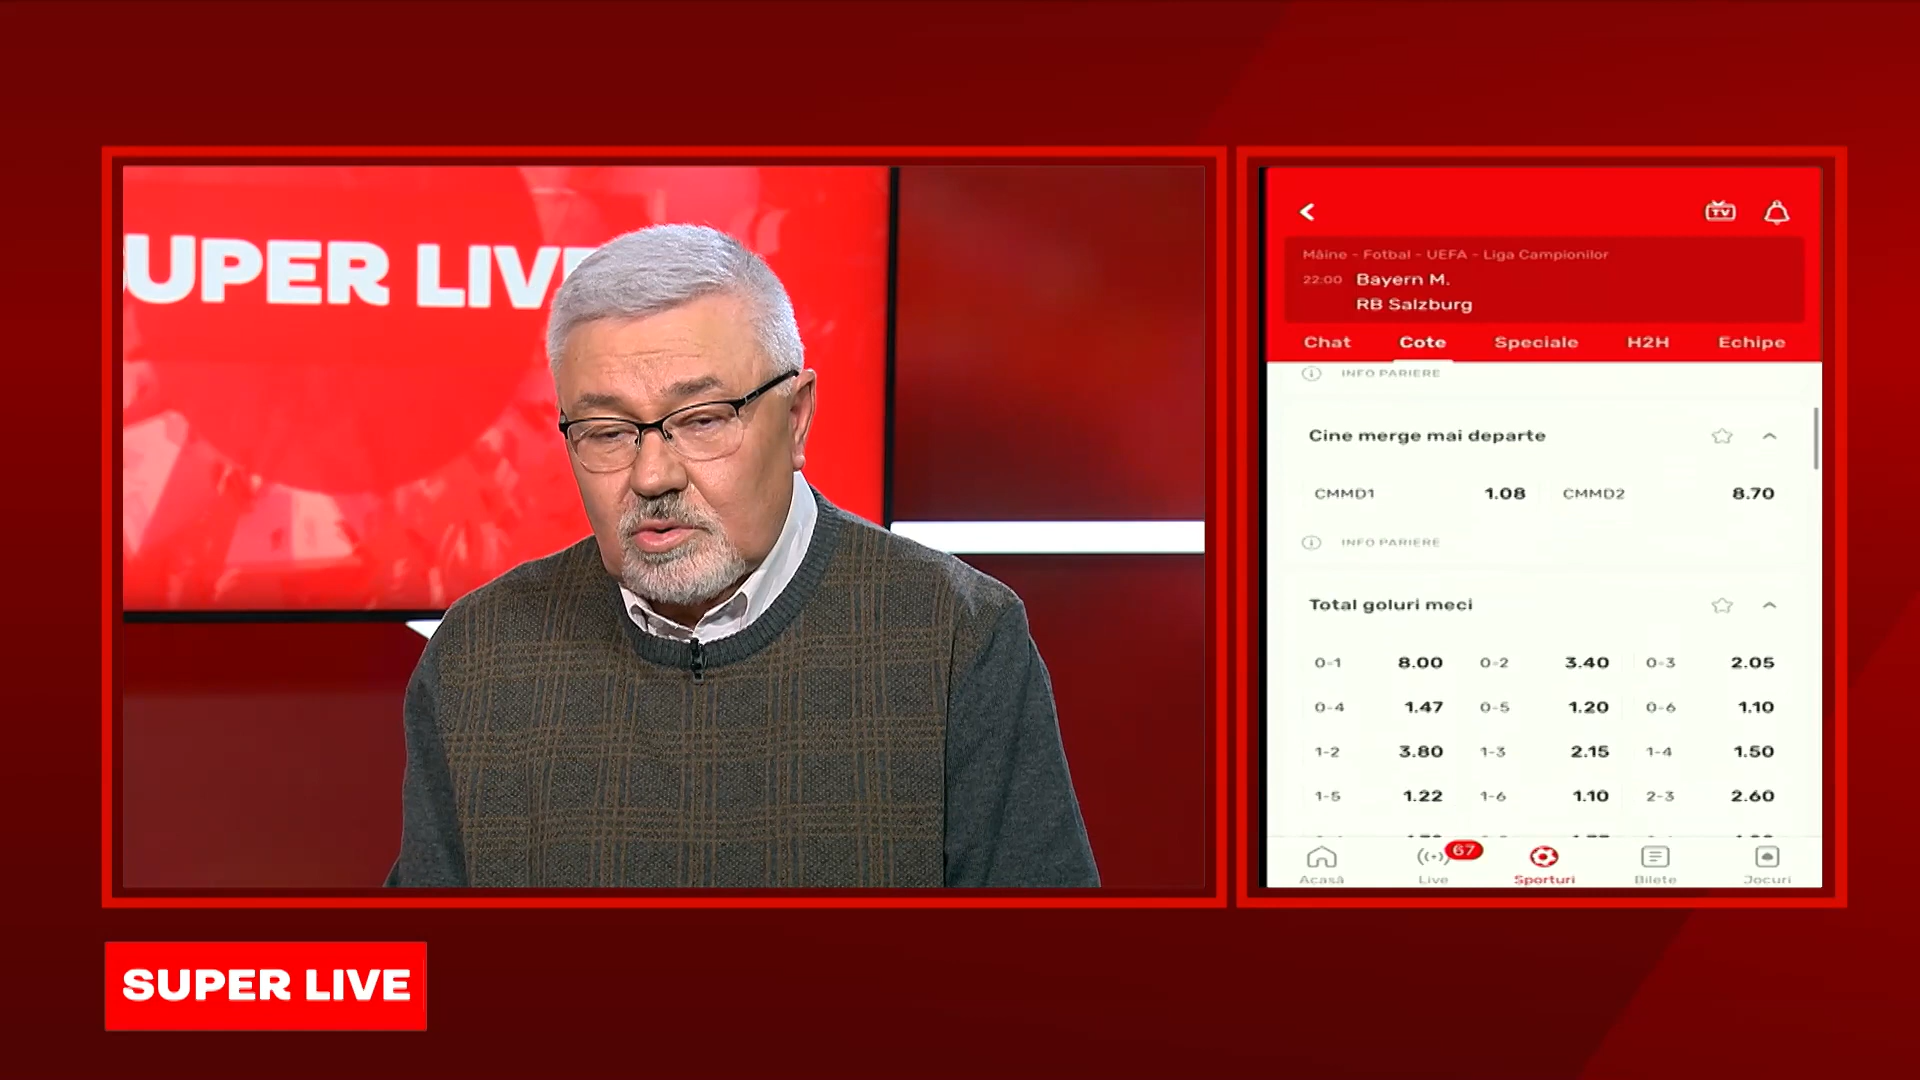 SUPER LIVE
Mâine - Fotbal - UEFA - Liga Campionilor
22:00 Bayern M.
RB Salzburg
Chat Cote Speciale H2H Echipe
INFO PARIERE
Cine merge mai departe
CMMD1 1.08 CMMD2 8.70
INFO PARIERE
Total goluri meci
0-1 8.00 0-2 3.40 0-3 2.05
0-4 1.47 0-5 1.20 0-6 1.10
1-2 3.80 1-3 2.15 1-4 1.50
1-5 1.22 1-6 1.10 2-3 2.60
67
Acasă Live Sporturi Bilete Jocuri
SUPER LIVE